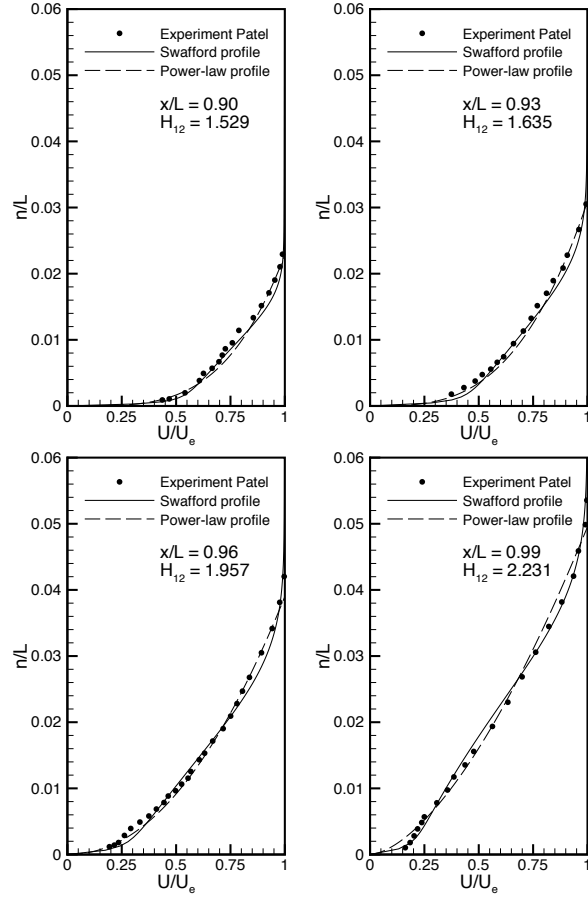 0.06
0.05
0.04
0.03
0.02
0.01
0
n/L
Experiment Patel
Swafford profile
Power-law profile
x/L = 0.90
H12 = 1.529
0 0.25 0.5 0.75 1
U/Ue
0.06
0.05
0.04
0.03
0.02
0.01
0
n/L
Experiment Patel
Swafford profile
Power-law profile
x/L = 0.93
H12 = 1.635
0 0.25 0.5 0.75 1
U/Ue
0.06
0.05
0.04
0.03
0.02
0.01
0
n/L
Experiment Patel
Swafford profile
Power-law profile
x/L = 0.96
H12 = 1.957
0 0.25 0.5 0.75 1
U/Ue
0.06
0.05
0.04
0.03
0.02
0.01
0
n/L
Experiment Patel
Swafford profile
Power-law profile
x/L = 0.99
H12 = 2.231
0 0.25 0.5 0.75 1
U/Ue